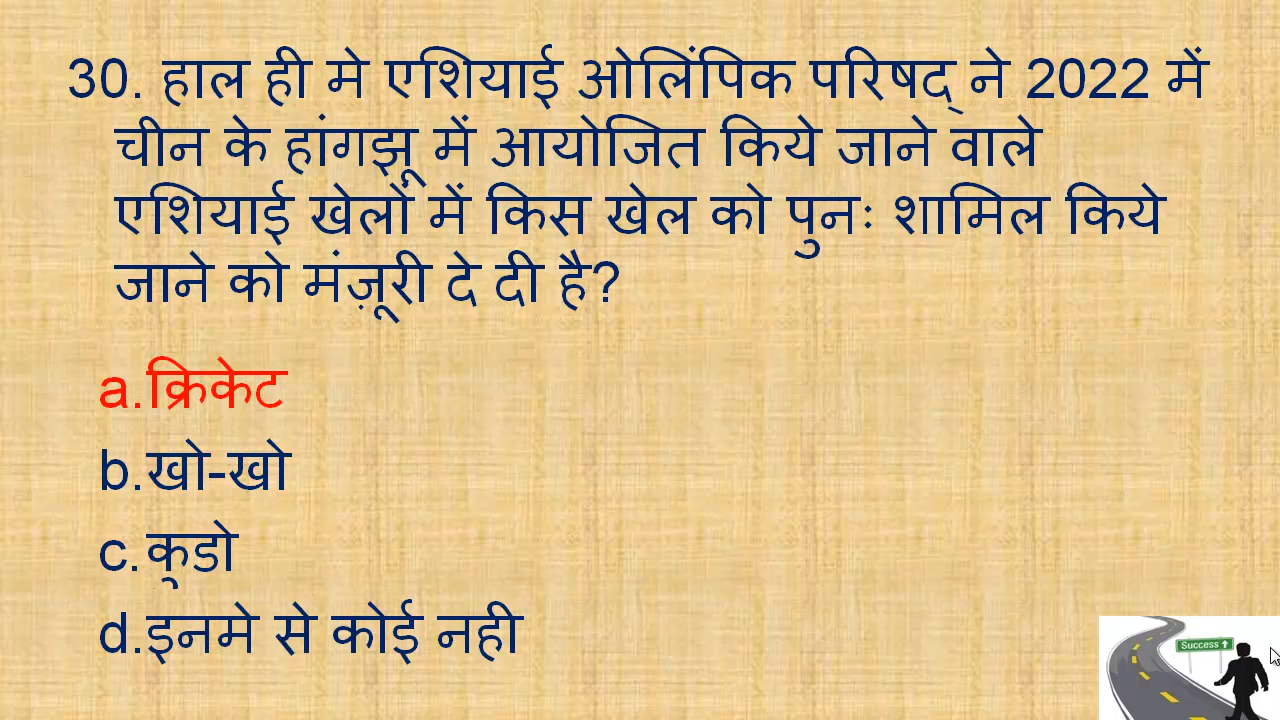 30. हाल ही मे एशियाई ओलिंपिक परिषद् ने 2022 में
चीन के हांगझू में आयोजित किये जाने वाले
एशियाई खेलों में किस खेल को पुनः शामिल किये
जाने को मंज़ूरी दे दी है?
a.क्रिकेट
b.खो-खो
c.कुडो
d.इनमे से कोई नही
Success ↑